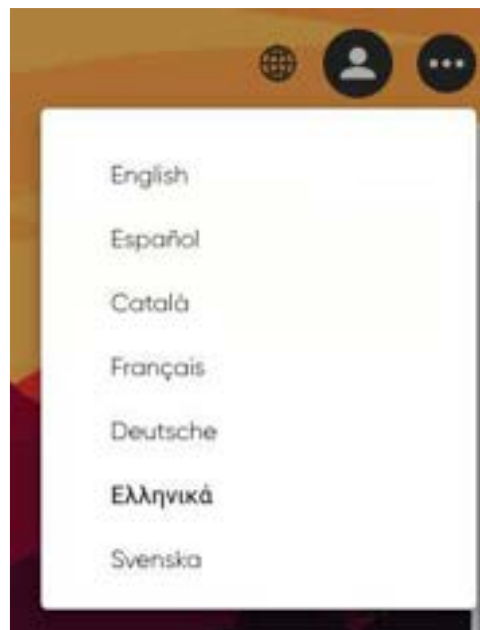 English
Español
Català
Français
Deutsche
Ελληνικά
Svenska